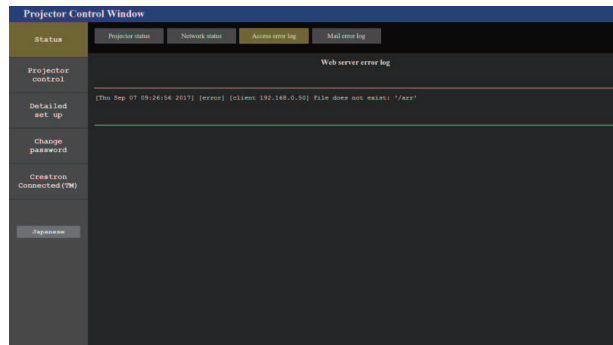 Projector Control Window
Status
Projector status
Network status
Access error log
Mail error log
Web server error log
[Thu Sep 07 09:26:56 2017] [error] [client 192.168.0.50] File does not exist: '/arr'
Projector
control
Detailed
set up
Change
password
Crestron
Connected(TM)
Japanese